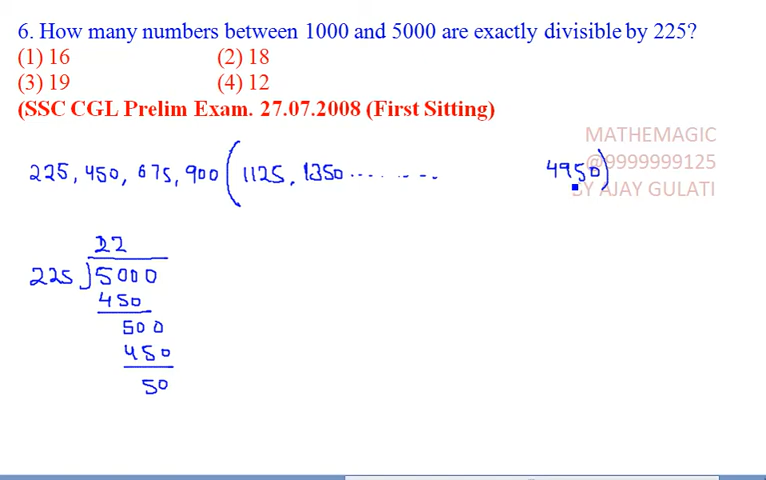 6. How many numbers between 1000 and 5000 are exactly divisible by 225?
(1) 16 (2) 18
(3) 19 (4) 12
(SSC CGL Prelim Exam. 27.07.2008 (First Sitting)
MATHEMAGIC
@9999999125
BY AJAY GULATI
225, 450, 675, 900 (1125, 1350 ........ 4950)
22
225)5000
450
500
450
50